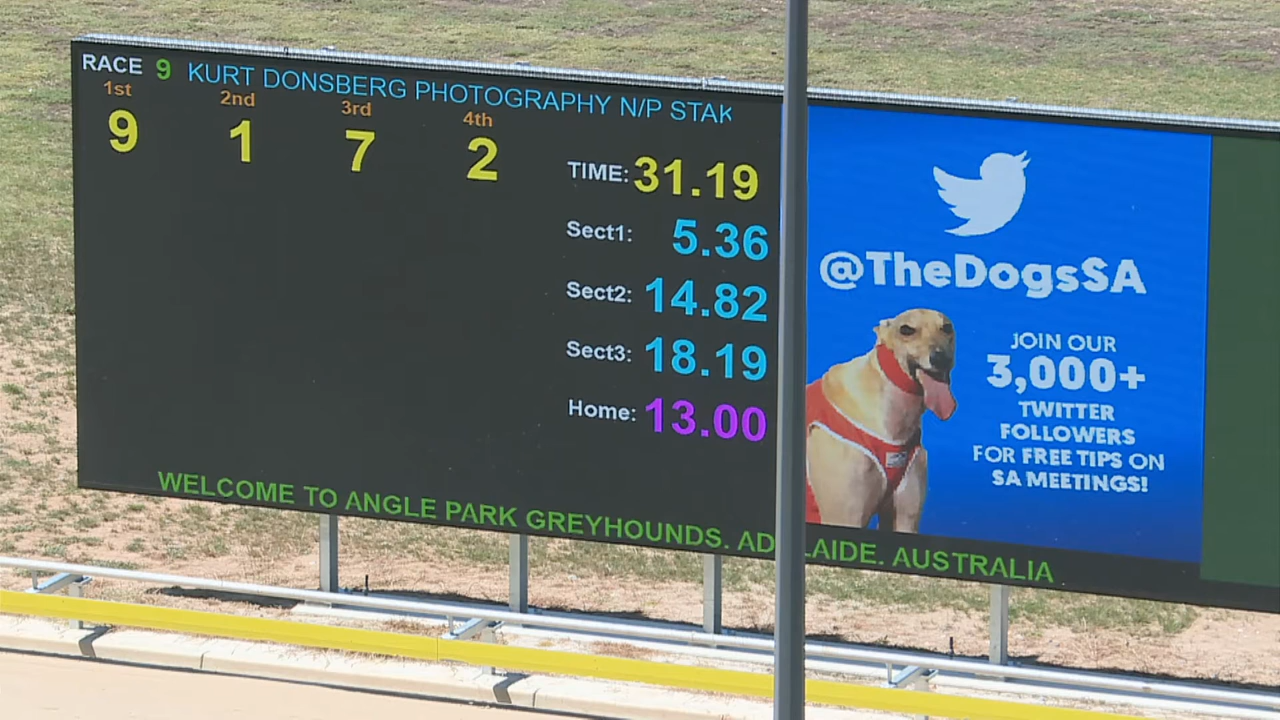 RACE 9 KURT DONSBERG PHOTOGRAPHY N/P STAK
1st 2nd 3rd 4th
9 1 7 2
TIME: 31.19
Sect1: 5.36
Sect2: 14.82
Sect3: 18.19
Home: 13.00
@TheDogsSA
JOIN OUR
3,000+
TWITTER
FOLLOWERS
FOR FREE TIPS ON
SA MEETINGS!
WELCOME TO ANGLE PARK GREYHOUNDS. AD LAIDE. AUSTRALIA